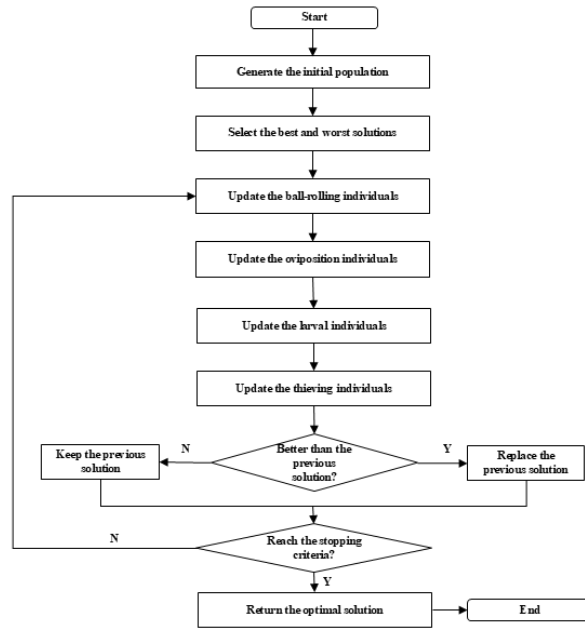 Start
Generate the initial population
Select the best and worst solutions
Update the ball-rolling individuals
Update the oviposition individuals
Update the larval individuals
Update the thieving individuals
Better than the
previous
solution?
N
Y
Keep the previous
solution
Replace the
previous solution
Reach the stopping
criteria?
N
Y
Return the optimal solution
End